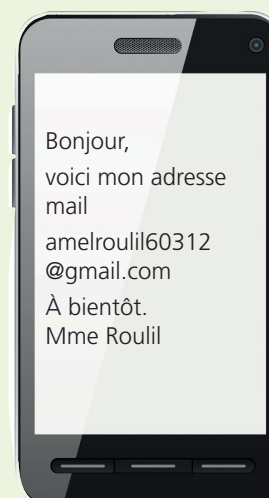 Bonjour,
voici mon adresse
mail
amelroulil60312
@gmail.com
À bientôt.
Mme Roulil